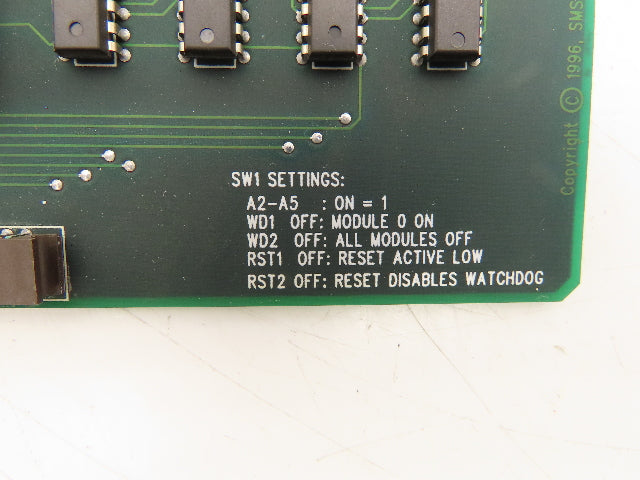 SW1 SETTINGS:
A2-A5 : ON = 1
WD1 OFF: MODULE 0 ON
WD2 OFF: ALL MODULES OFF
RST1 OFF: RESET ACTIVE LOW
RST2 OFF: RESET DISABLES WATCHDOG
Copyright © 1996, SMS